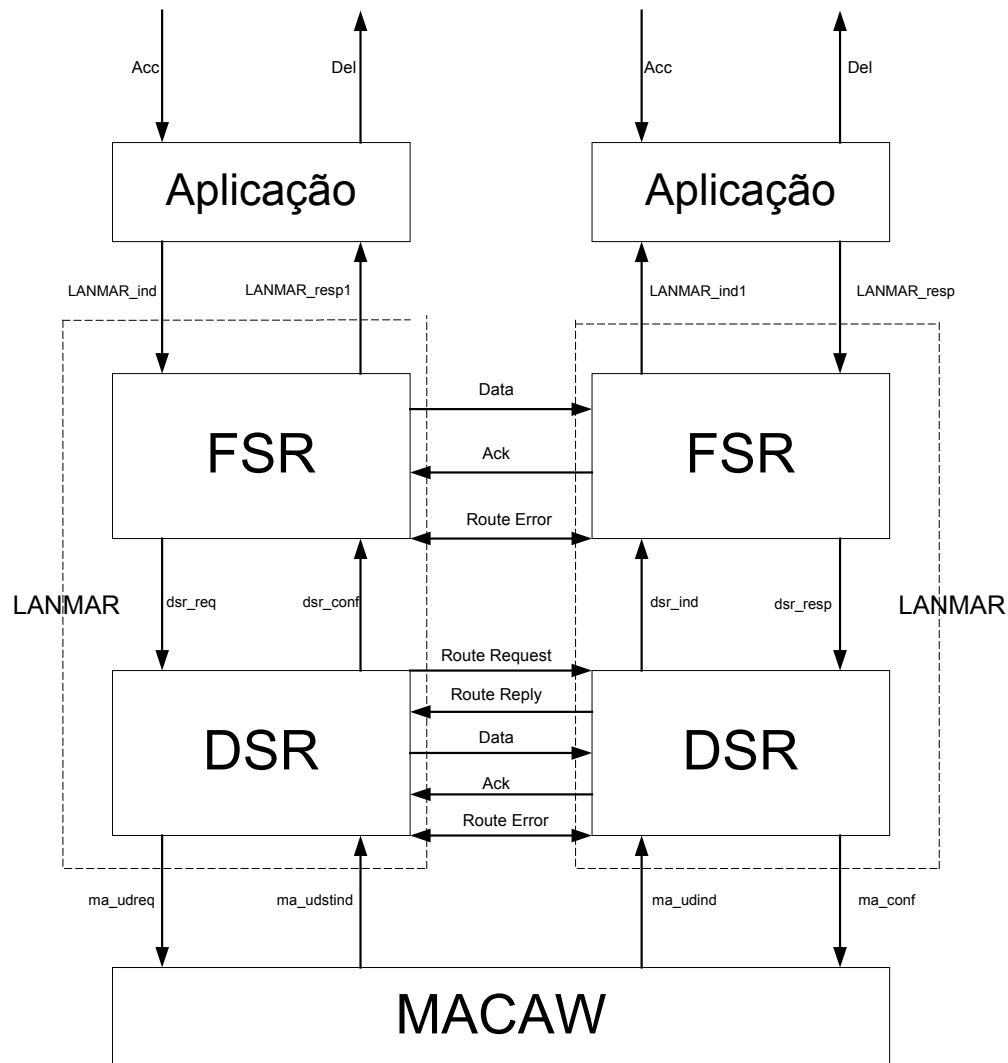 Acc
Del
Acc
Del
Aplicação
Aplicação
LANMAR_ind
LANMAR_resp1
LANMAR_ind1
LANMAR_resp
FSR
Data
FSR
Ack
Route Error
LANMAR
dsr_req
dsr_conf
dsr_ind
dsr_resp
LANMAR
Route Request
Route Reply
DSR
Data
DSR
Ack
Route Error
ma_udreq
ma_udstind
ma_udind
ma_conf
MACAW